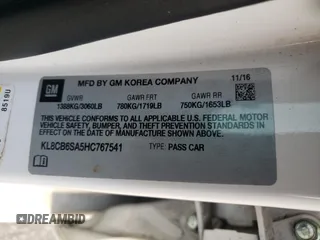 8519U
GM
MFD BY GM KOREA COMPANY
11/16
GVWR GAWR FRT GAWR RR
1388KG/3060LB 780KG/1719LB 750KG/1653LB
THIS VEHICLE CONFORMS TO ALL APPLICABLE U.S. FEDERAL MOTOR
VEHICLE SAFETY, BUMPER, AND THEFT PREVENTION STANDARDS
IN EFFECT ON THE DATE OF MANUFACTURE SHOWN ABOVE.
KL8CB6SA5HC767541 TYPE: PASS CAR
DREAMBID